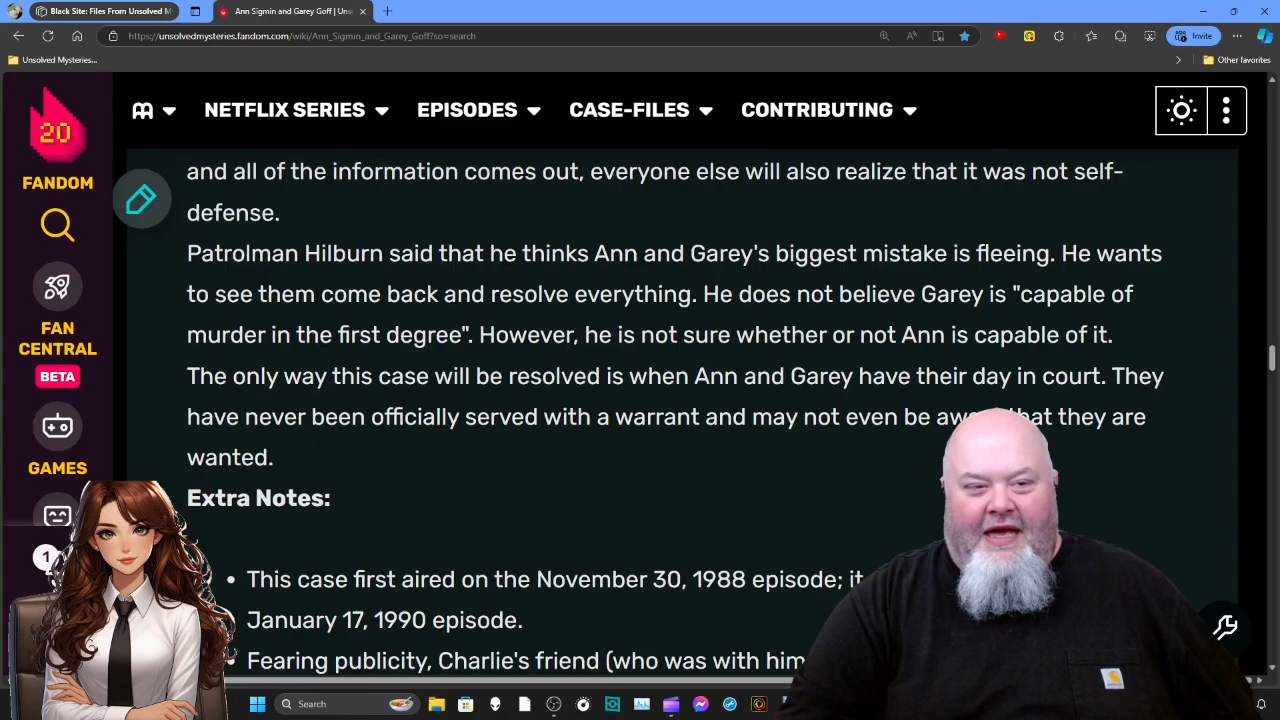 Black Site: Files From Unsolved M
Ann Sigmin and Garey Goff | Uns
https://unsolvedmysteries.fandom.com/wiki/Ann_Sigmin_and_Garey_Goff?so=search
Invite
Unsolved Mysteries...
Other favorites
20
FANDOM
NETFLIX SERIES
EPISODES
CASE-FILES
CONTRIBUTING
FAN
CENTRAL
BETA
GAMES
1
and all of the information comes out, everyone else will also realize that it was not self-
defense.
Patrolman Hilburn said that he thinks Ann and Garey's biggest mistake is fleeing. He wants
to see them come back and resolve everything. He does not believe Garey is "capable of
murder in the first degree". However, he is not sure whether or not Ann is capable of it.
The only way this case will be resolved is when Ann and Garey have their day in court. They
have never been officially served with a warrant and may not even be aware that they are
wanted.
Extra Notes:
• This case first aired on the November 30, 1988 episode; it
January 17, 1990 episode.
Fearing publicity, Charlie's friend (who was with him
Search